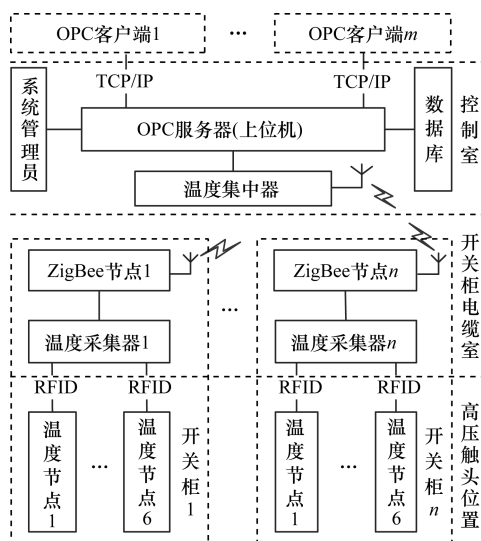 OPC客户端1
...
OPC客户端m
TCP/IP
TCP/IP
系统管理员
OPC服务器(上位机)
数据库
控制室
温度集中器
ZigBee节点1
...
ZigBee节点n
开关柜电缆室
温度采集器1
温度采集器n
RFID
RFID
RFID
RFID
温度节点1
...
温度节点6
开关柜1
温度节点1
...
温度节点6
开关柜n
高压触头位置